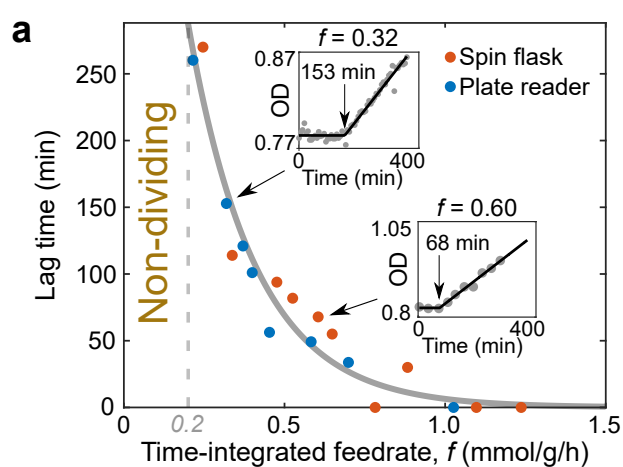 a
f = 0.32
0.87
153 min
OD
0.77
0
400
Time (min)
Spin flask
Plate reader
f = 0.60
1.05
68 min
OD
0.8
0
400
Time (min)
Non-dividing
Lag time (min)
250
200
150
100
50
0
0
0.2
0.5
1.0
1.5
Time-integrated feedrate, f (mmol/g/h)